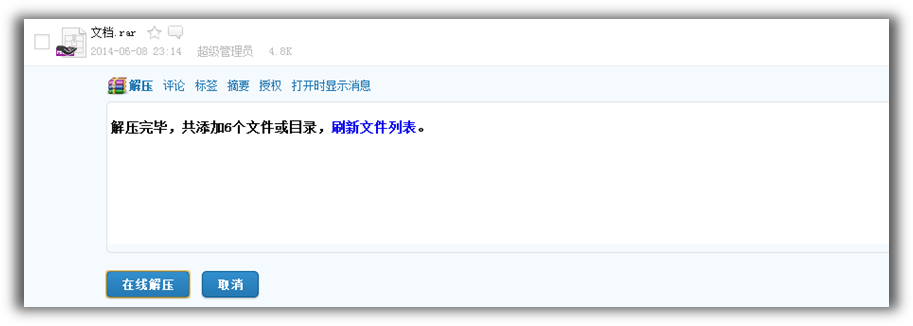 文档.rar
2014-06-08 23:14 超级管理员 4.8K
解压 评论 标签 摘要 授权 打开时显示消息
解压完毕，共添加6个文件或目录，刷新文件列表。
在线解压 取消